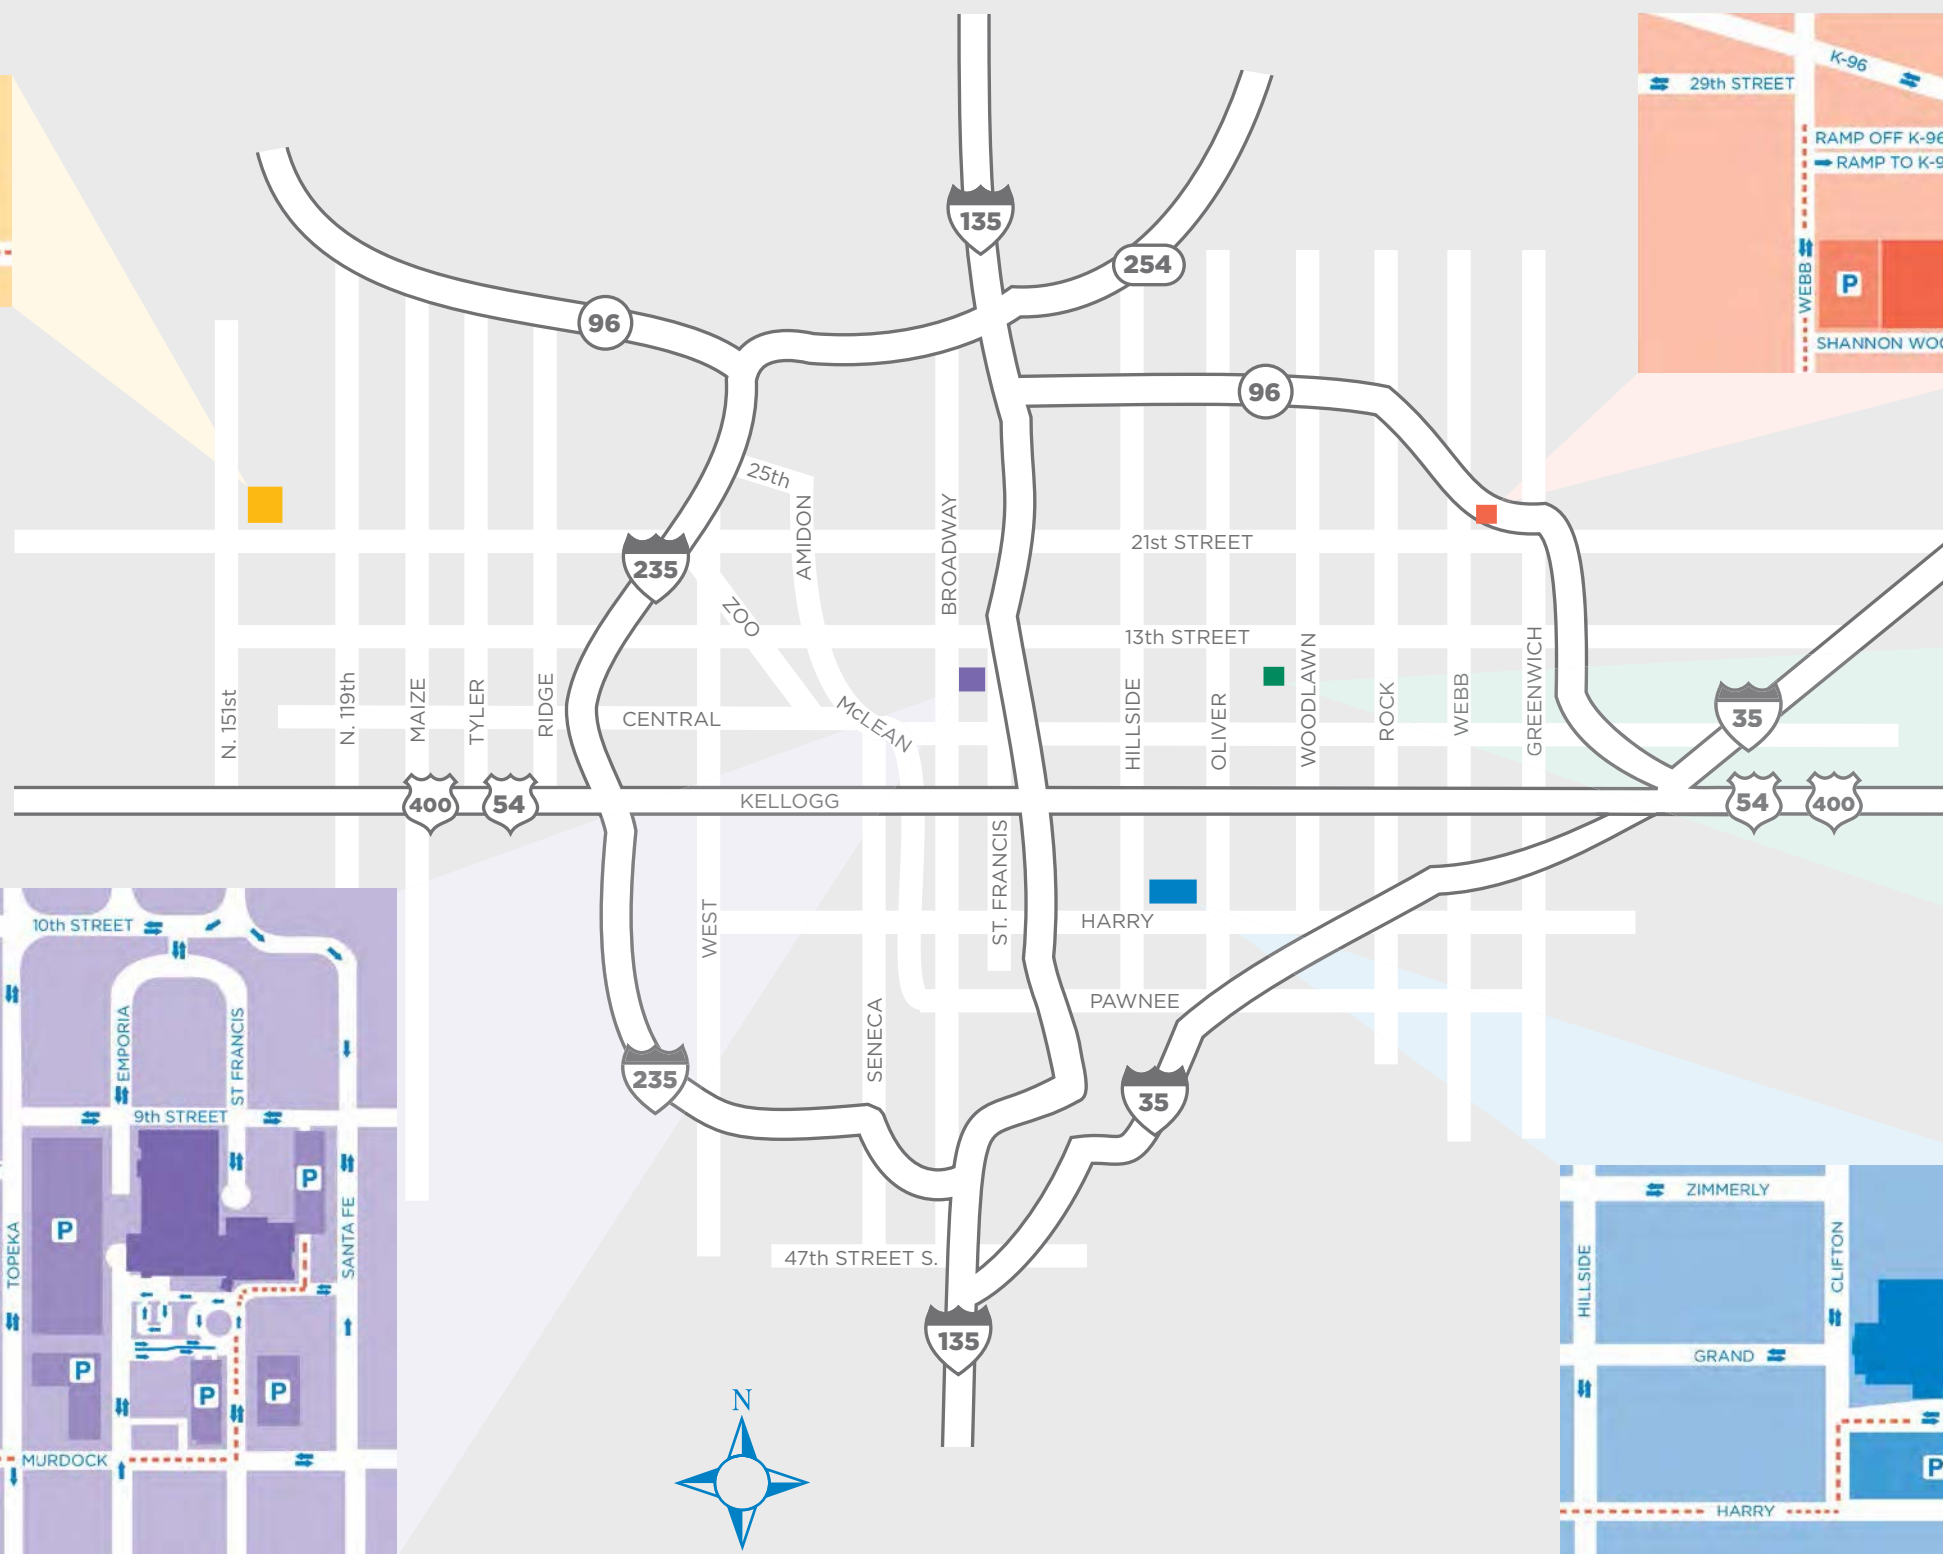 K-96
29th STREET
RAMP OFF K-96
RAMP TO K-9
WEBB
P
SHANNON WOO
135
254
96
96
25th
AMIDON
BROADWAY
21st STREET
235
ZOO
13th STREET
N. 151st
N. 119th
MAIZE
TYLER
RIDGE
CENTRAL
McLEAN
HILLSIDE
OLIVER
WOODLAWN
ROCK
WEBB
GREENWICH
35
400
54
KELLOGG
54
400
WEST
ST. FRANCIS
HARRY
SENECA
PAWNEE
235
35
47th STREET S.
135
N
10th STREET
EMPORIA
ST FRANCIS
9th STREET
P
P
TOPEKA
SANTA FE
P
P
P
MURDOCK
ZIMMERLY
HILLSIDE
CLIFTON
GRAND
P
HARRY